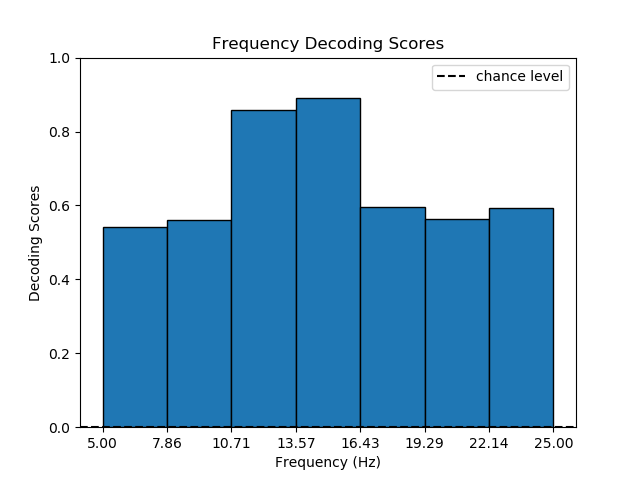 Frequency Decoding Scores
chance level
1.0
0.8
0.6
0.4
0.2
0.0
Decoding Scores
5.00 7.86 10.71 13.57 16.43 19.29 22.14 25.00
Frequency (Hz)